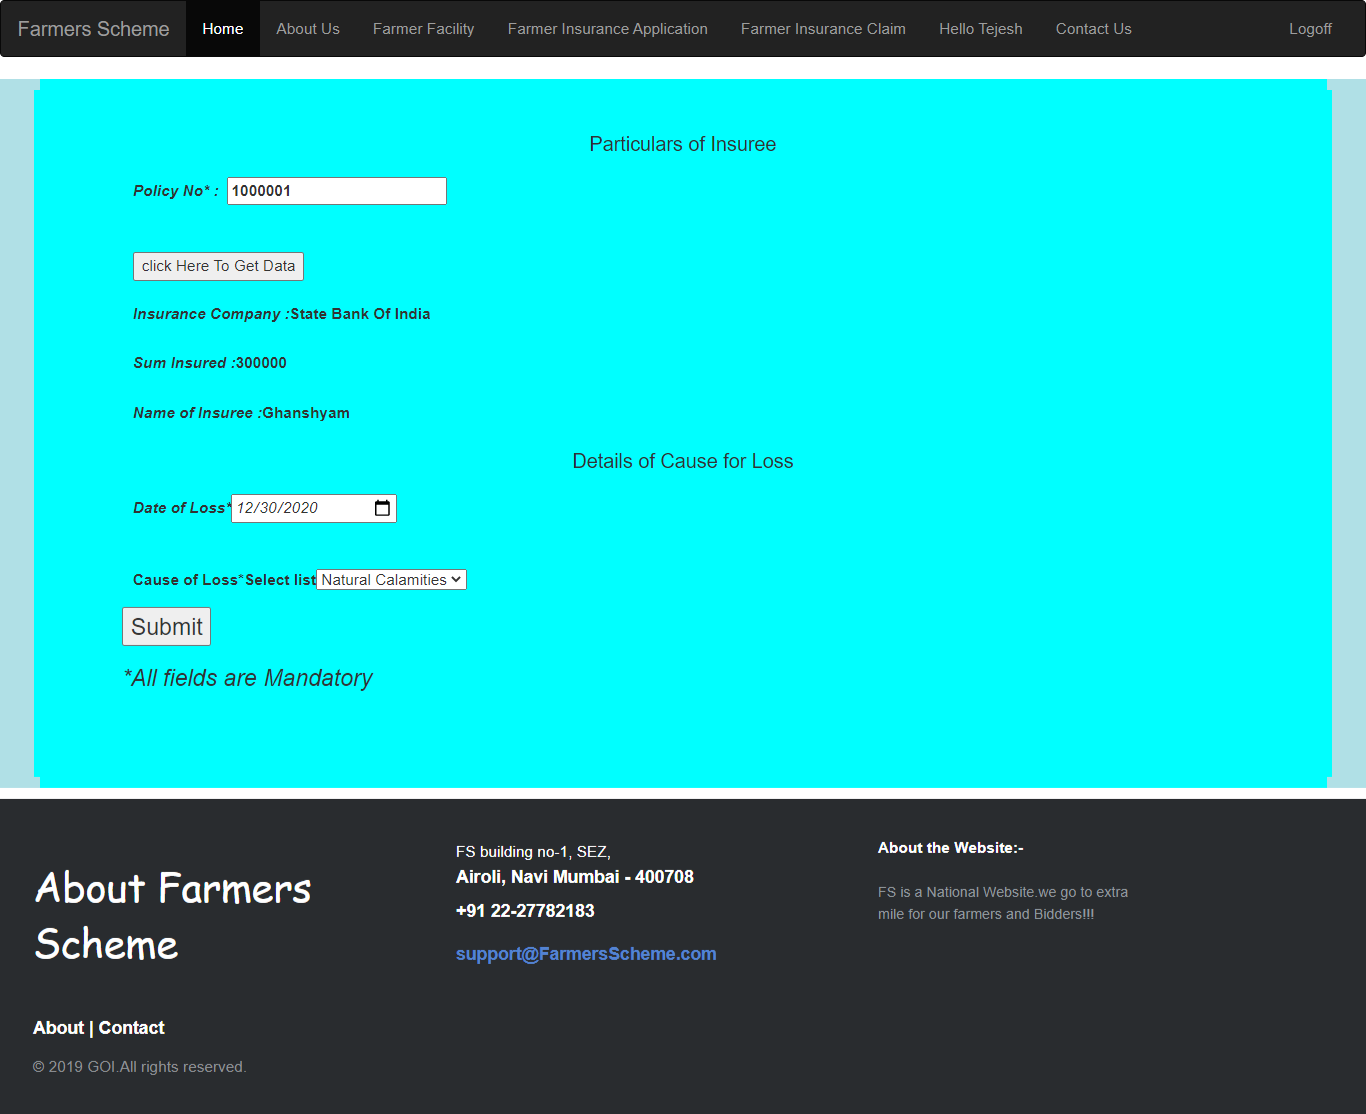 Farmers Scheme Home About Us Farmer Facility Farmer Insurance Application Farmer Insurance Claim Hello Tejesh Contact Us Logoff
Particulars of Insuree
Policy No* : 1000001
click Here To Get Data
Insurance Company :State Bank Of India
Sum Insured :300000
Name of Insuree :Ghanshyam
Details of Cause for Loss
Date of Loss*12/30/2020
Cause of Loss*Select listNatural Calamities
Submit
*All fields are Mandatory
About Farmers
Scheme
About | Contact
© 2019 GOI.All rights reserved.
FS building no-1, SEZ,
Airoli, Navi Mumbai - 400708
+91 22-27782183
support@FarmersScheme.com
About the Website:-
FS is a National Website.we go to extra
mile for our farmers and Bidders!!!